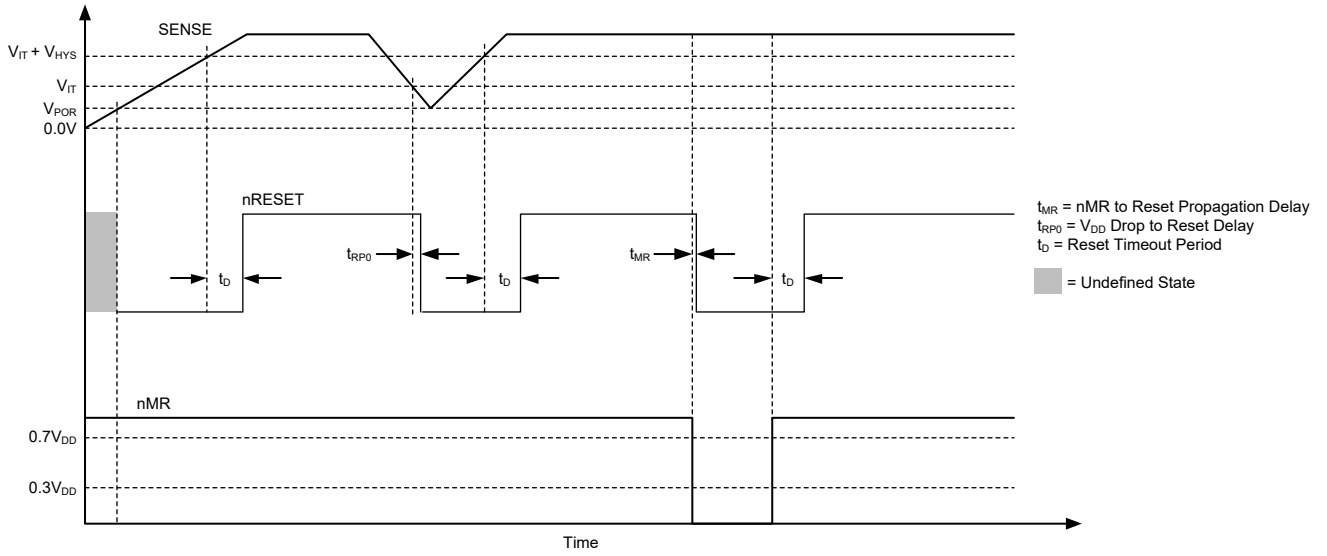 SENSE
VIT + VHYS
VIT
VPOR
0.0V
nRESET
tD
tRP0
tD
tMR
tD
tMR = nMR to Reset Propagation Delay
tRP0 = VDD Drop to Reset Delay
tD = Reset Timeout Period
= Undefined State
nMR
0.7VDD
0.3VDD
Time